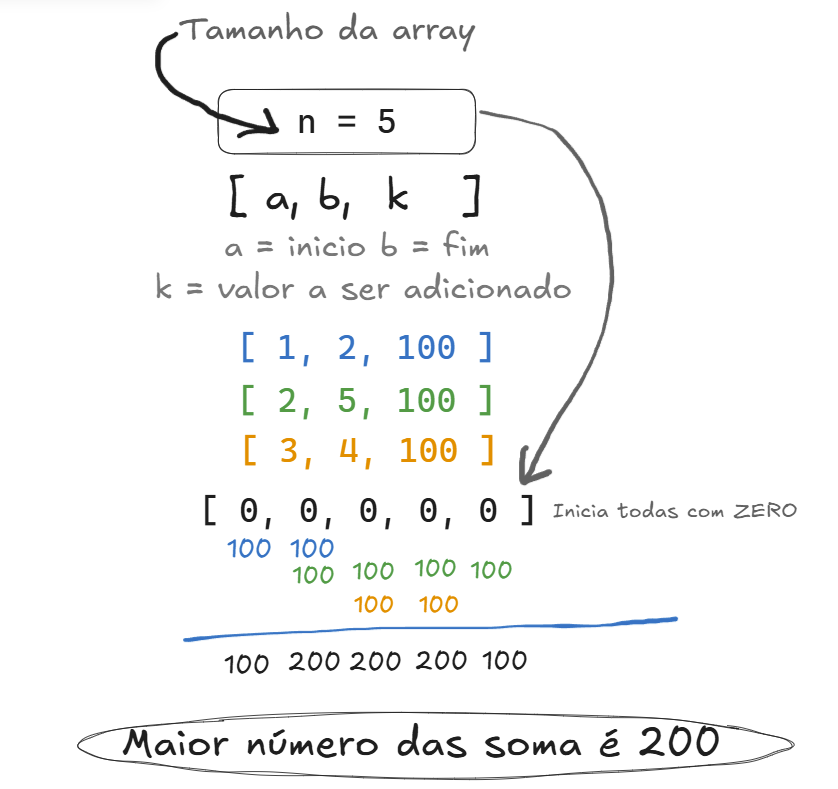 Tamanho da array
n = 5
[ a, b, k ]
a = inicio b = fim
k = valor a ser adicionado
[ 1, 2, 100 ]
[ 2, 5, 100 ]
[ 3, 4, 100 ]
[ 0, 0, 0, 0, 0 ] Inicia todas com ZERO
100 100
100 100 100 100
100 100
100 200 200 200 100
Maior número das soma é 200